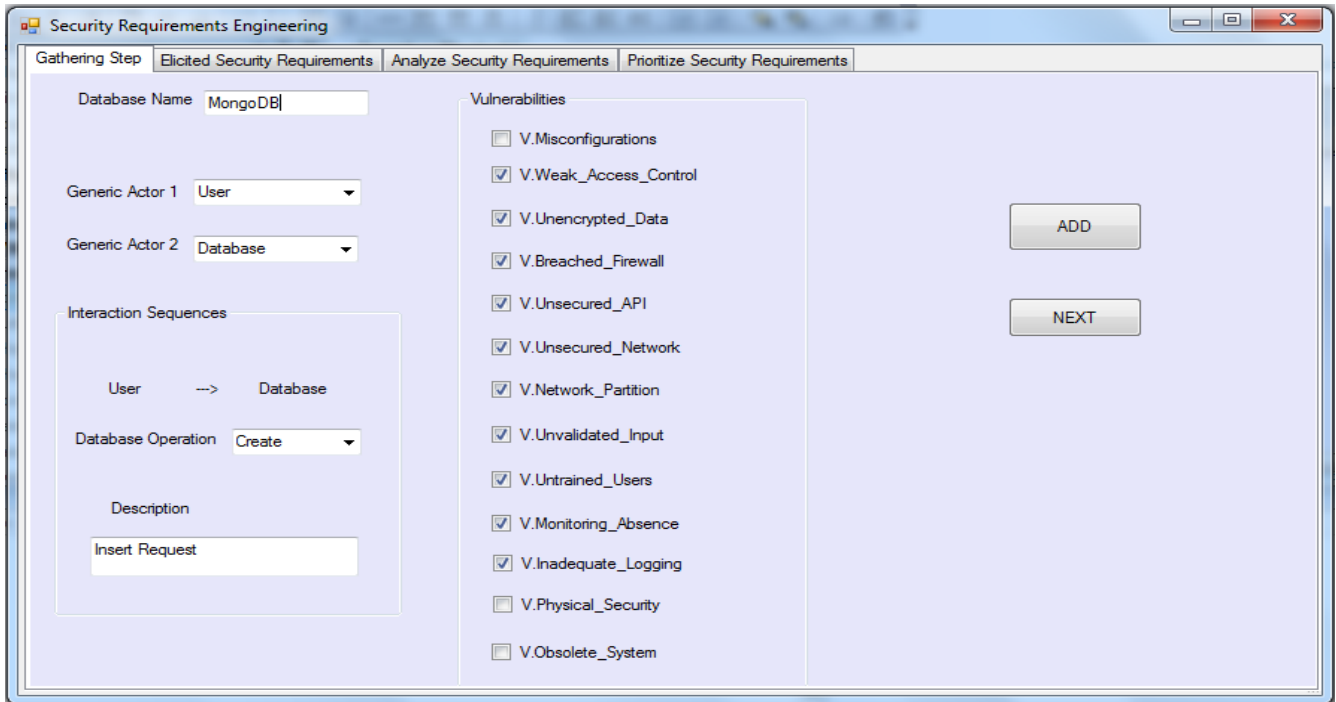 Security Requirements Engineering
Gathering Step
Elicited Security Requirements
Analyze Security Requirements
Prioritize Security Requirements
Database Name
MongoDB
Generic Actor 1
User
Generic Actor 2
Database
Interaction Sequences
User ---> Database
Database Operation
Create
Description
Insert Request
Vulnerabilities
V.Misconfigurations
V.Weak_Access_Control
V.Unencrypted_Data
V.Breached_Firewall
V.Unsecured_API
V.Unsecured_Network
V.Network_Partition
V.Unvalidated_Input
V.Untrained_Users
V.Monitoring_Absence
V.Inadequate_Logging
V.Physical_Security
V.Obsolete_System
ADD
NEXT